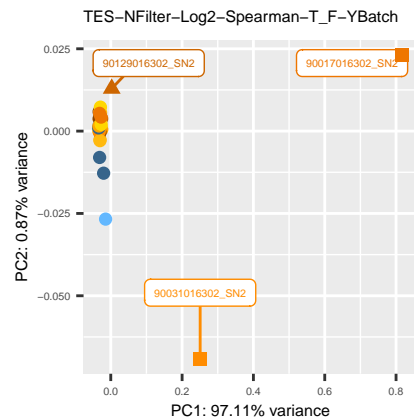 TES−NFilter−Log2−Spearman−T_F−YBatch
0.025
90129016302_SN2
90017016302_SN2
0.000
−0.025
−0.050
90031016302_SN2
PC2: 0.87% variance
0.0 0.2 0.4 0.6 0.8
PC1: 97.11% variance